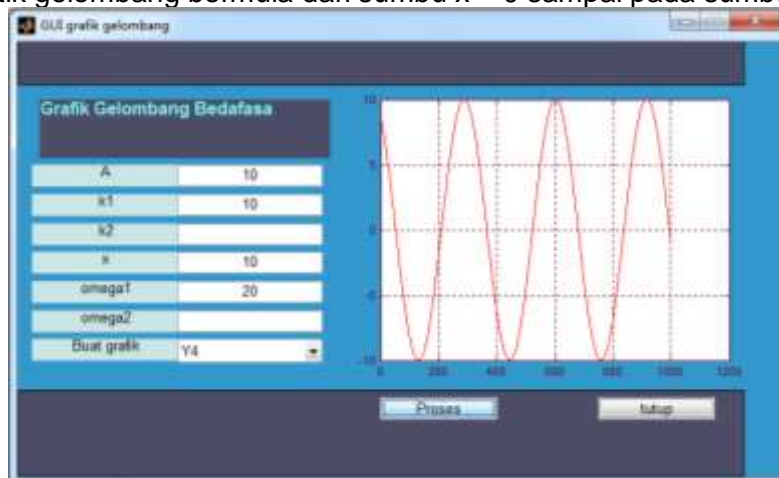 grafik gelombang bermula dari sumbu x = 0 sampai pada sumbu
GUI grafik gelombang
Grafik Gelombang Bedafasa
A 10
k1 10
k2
x 10
omega1 20
omega2
Buat grafik Y4
10
5
0
-5
-10
0 200 400 600 800 1000 1200
Proses tutup